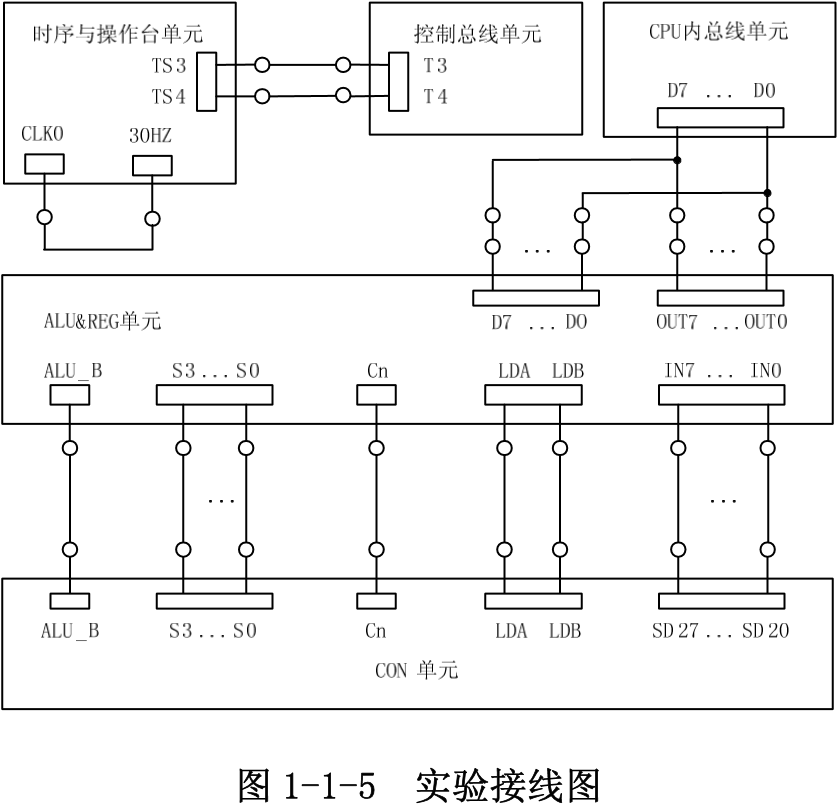 时序与操作台单元 控制总线单元 CPU内总线单元
TS3 T3
TS4 T4
D7 ... D0
CLK0 30HZ
... ...
ALU&REG单元 D7 ...D0 OUT7 ...OUT0
ALU_B S3...S0 Cn LDA LDB IN7 ... IN0
... ...
ALU_B S3...S0 Cn LDA LDB SD27...SD20
CON 单元
图 1-1-5 实验接线图